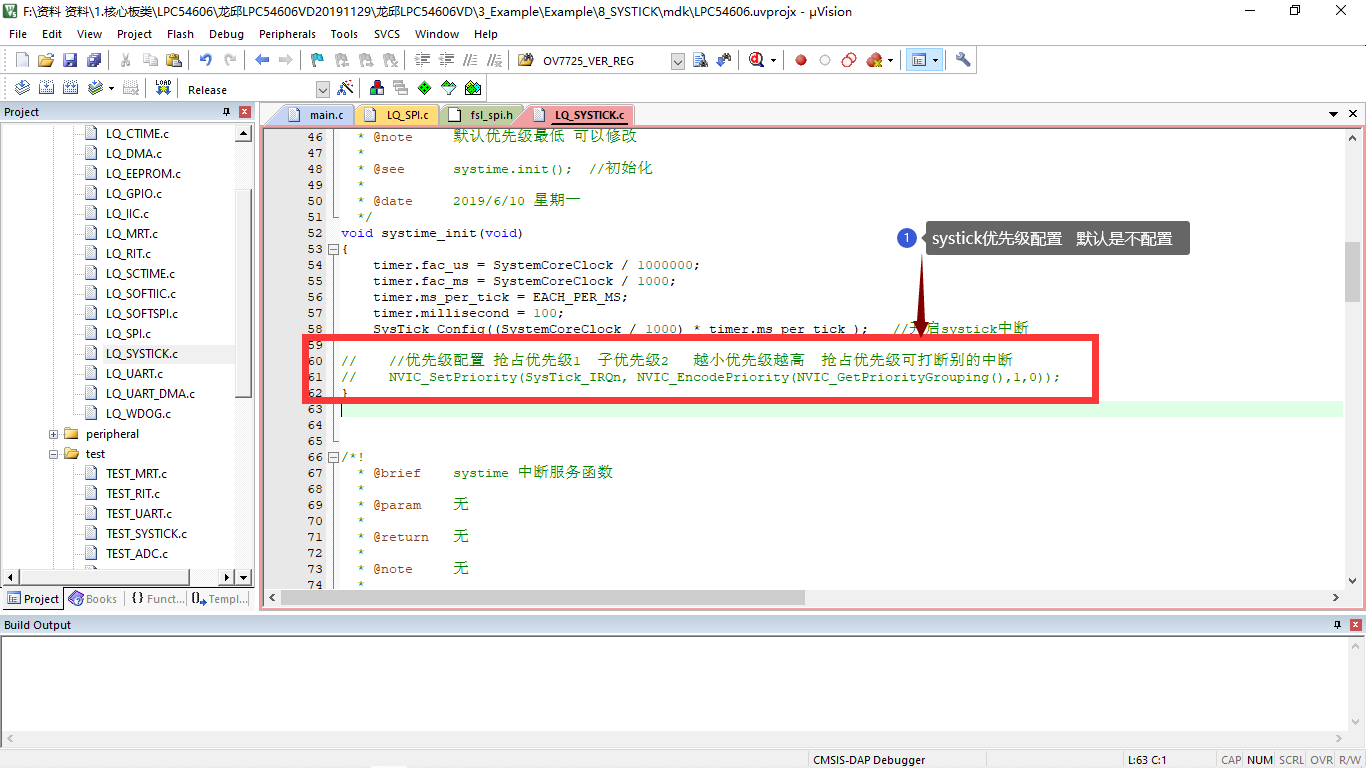 F:\资料 资料\1.核心板类\LPC54606\龙邱LPC54606VD20191129\龙邱LPC54606VD\3_Example\Example\8_SYSTICK\mdk\LPC54606.uvprojx - µVision
File Edit View Project Flash Debug Peripherals Tools SVCS Window Help
OV7725_VER_REG
LOAD
Release
Project
LQ_CTIME.c
LQ_DMA.c
LQ_EEPROM.c
LQ_GPIO.c
LQ_IIC.c
LQ_MRT.c
LQ_RIT.c
LQ_SCTIME.c
LQ_SOFTIIC.c
LQ_SOFTSPI.c
LQ_SPI.c
LQ_SYSTICK.c
LQ_UART.c
LQ_UART_DMA.c
LQ_WDOG.c
peripheral
test
TEST_MRT.c
TEST_RIT.c
TEST_UART.c
TEST_SYSTICK.c
TEST_ADC.c
Project Books {} Funct... Templ...
main.c LQ_SPI.c fsl_spi.h LQ_SYSTICK.c
46 * @note 默认优先级最低 可以修改
47 *
48 * @see systime.init(); //初始化
49 *
50 * @date 2019/6/10 星期一
51 */
52 void systime_init(void)
53 {
54 timer.fac_us = SystemCoreClock / 1000000;
55 timer.fac_ms = SystemCoreClock / 1000;
56 timer.ms_per_tick = EACH_PER_MS;
57 timer.millisecond = 100;
58 SysTick_Config((SystemCoreClock / 1000) * timer.ms_per_tick ); //开启systick中断
59
60 // //优先级配置 抢占优先级1 子优先级2 越小优先级越高 抢占优先级可打断别的中断
61 // NVIC_SetPriority(SysTick_IRQn, NVIC_EncodePriority(NVIC_GetPriorityGrouping(),1,0));
62 }
63
64
65
66 /*!
67 * @brief systime 中断服务函数
68 *
69 * @param 无
70 *
71 * @return 无
72 *
73 * @note 无
74 *
1 systick优先级配置 默认是不配置
Build Output
CMSIS-DAP Debugger L:63 C:1 CAP NUM SCRL OVR R/W